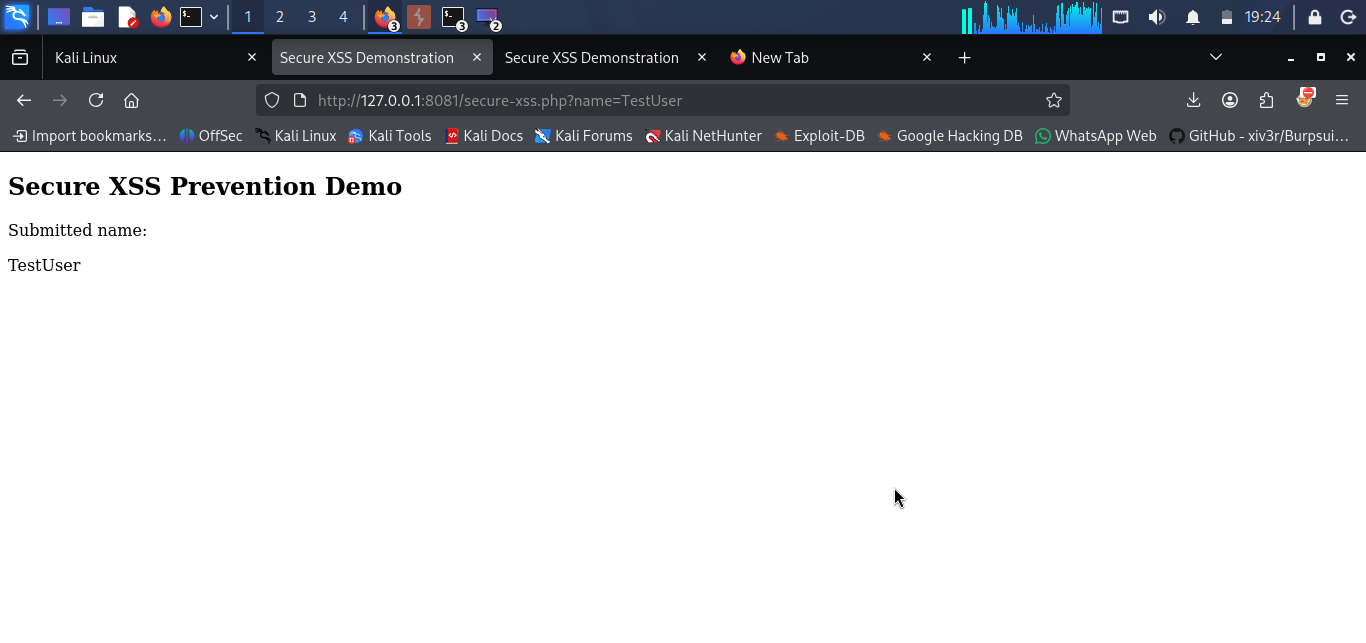 1 2 3 4 3 3 2 19:24
Kali Linux Secure XSS Demonstration Secure XSS Demonstration New Tab
http://127.0.0.1:8081/secure-xss.php?name=TestUser
Import bookmarks... OffSec Kali Linux Kali Tools Kali Docs Kali Forums Kali NetHunter Exploit-DB Google Hacking DB WhatsApp Web GitHub - xiv3r/Burpsui...
Secure XSS Prevention Demo
Submitted name:
TestUser